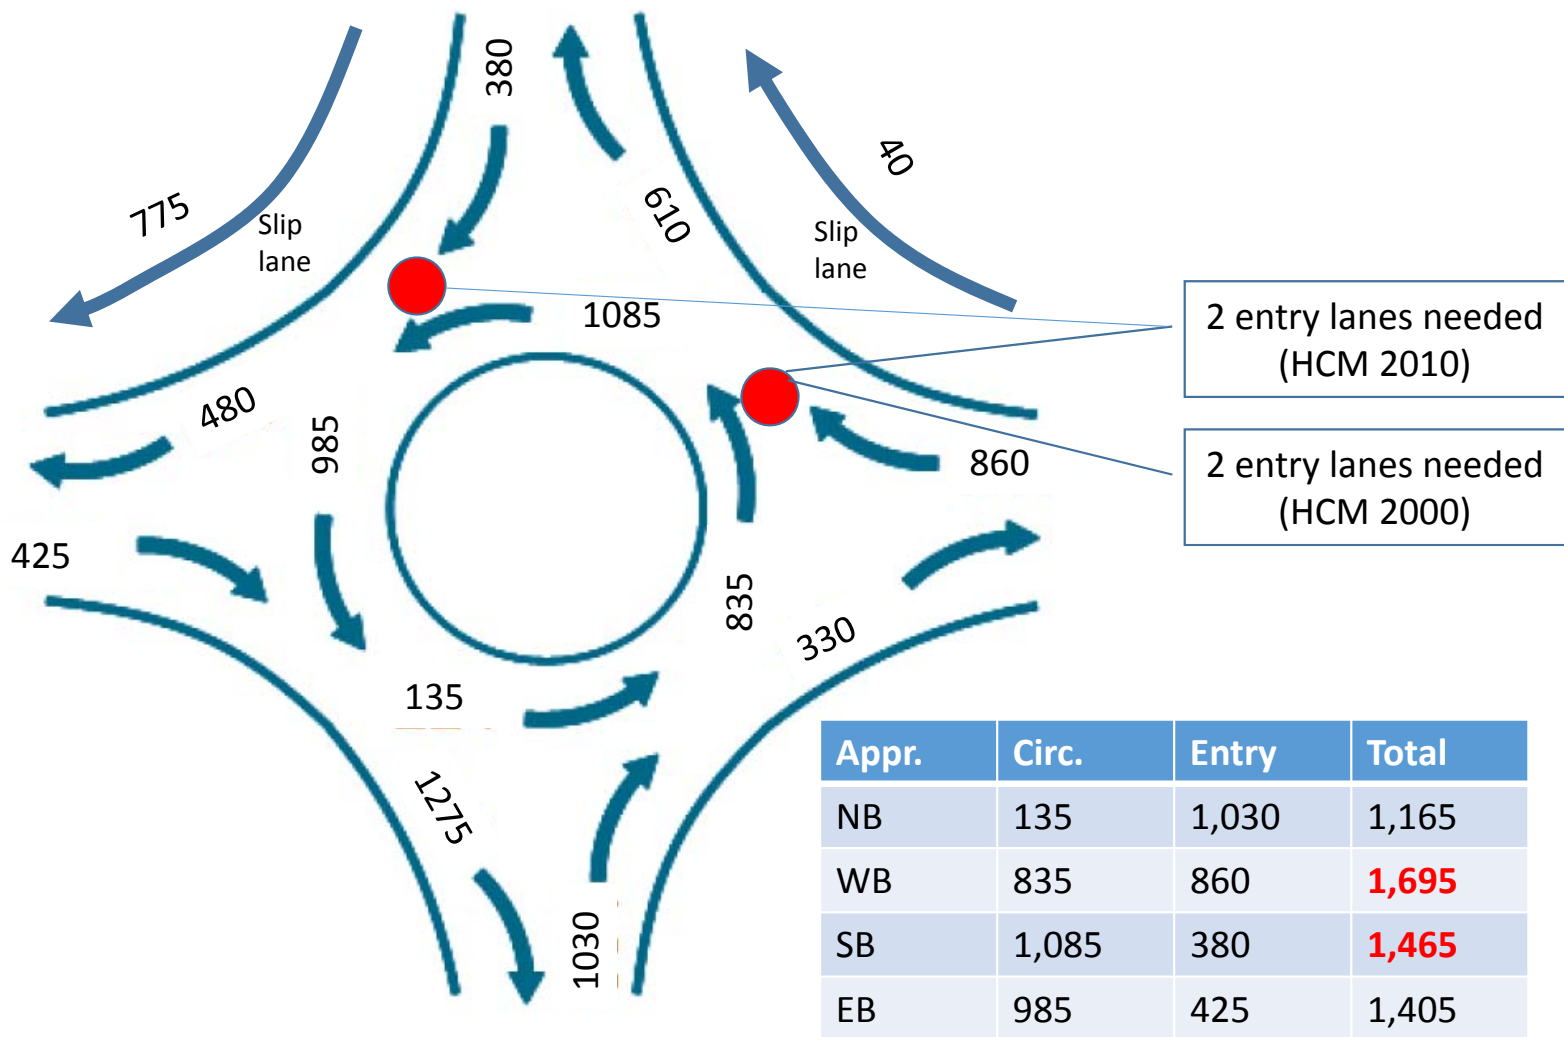 380
40
775
Slip
lane
610
Slip
lane
1085
2 entry lanes needed
(HCM 2010)
480
985
860
2 entry lanes needed
(HCM 2000)
425
835
330
135
1275
1030
Appr. Circ. Entry Total
NB 135 1,030 1,165
WB 835 860 1,695
SB 1,085 380 1,465
EB 985 425 1,405